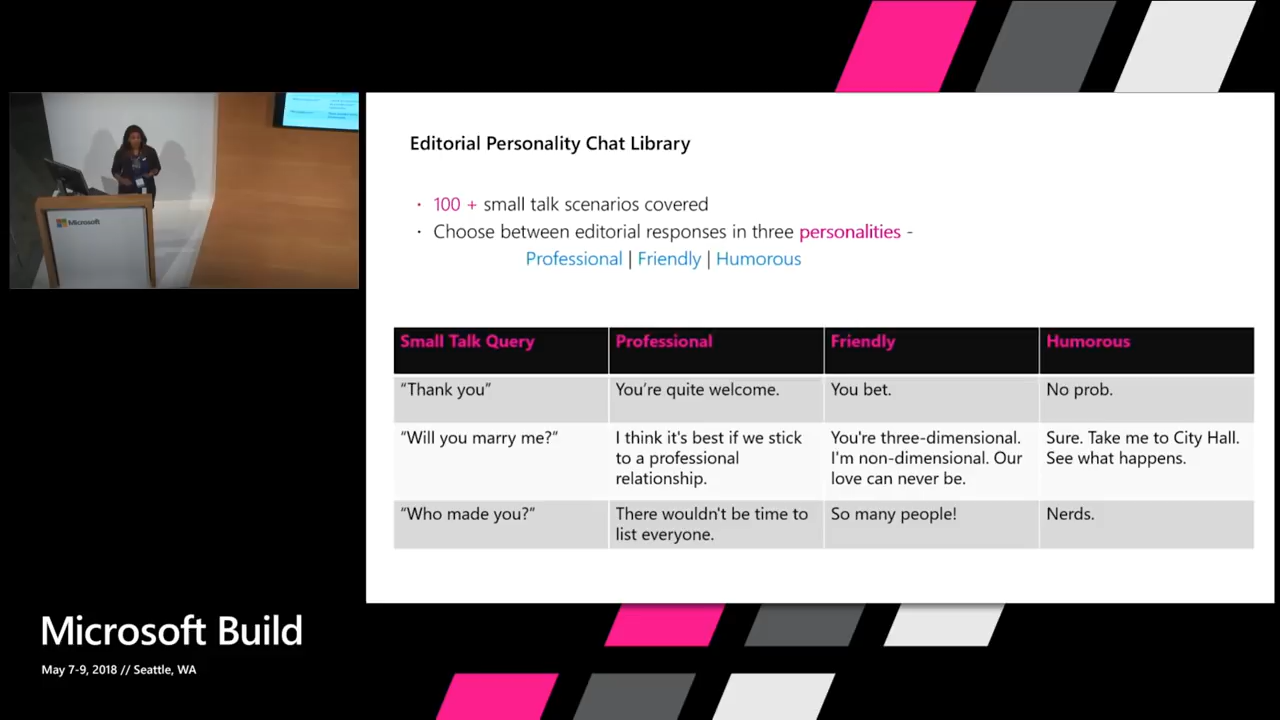 Microsoft
Editorial Personality Chat Library
· 100 + small talk scenarios covered
· Choose between editorial responses in three personalities -
Professional | Friendly | Humorous
Small Talk Query
Professional
Friendly
Humorous
“Thank you”
You’re quite welcome.
You bet.
No prob.
“Will you marry me?”
I think it's best if we stick
to a professional
relationship.
You're three-dimensional.
I'm non-dimensional. Our
love can never be.
Sure. Take me to City Hall.
See what happens.
“Who made you?”
There wouldn't be time to
list everyone.
So many people!
Nerds.
Microsoft Build
May 7-9, 2018 // Seattle, WA